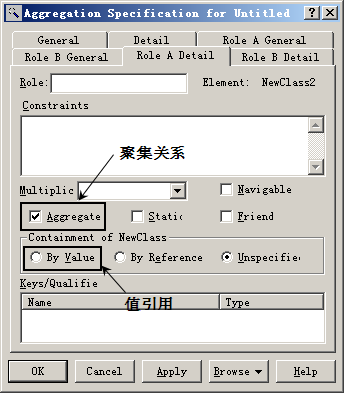 Aggregation Specification for Untitled
General Detail Role A General
Role B General Role A Detail Role B Detail
Role: Element: NewClass2
Constraints
聚集关系
Multiplic Navigable
Aggregate Static Friend
Containment of NewClass
By Value By Reference Unspecifie
Keys/Qualifie
值引用
Name Type
OK Cancel Apply Browse Help